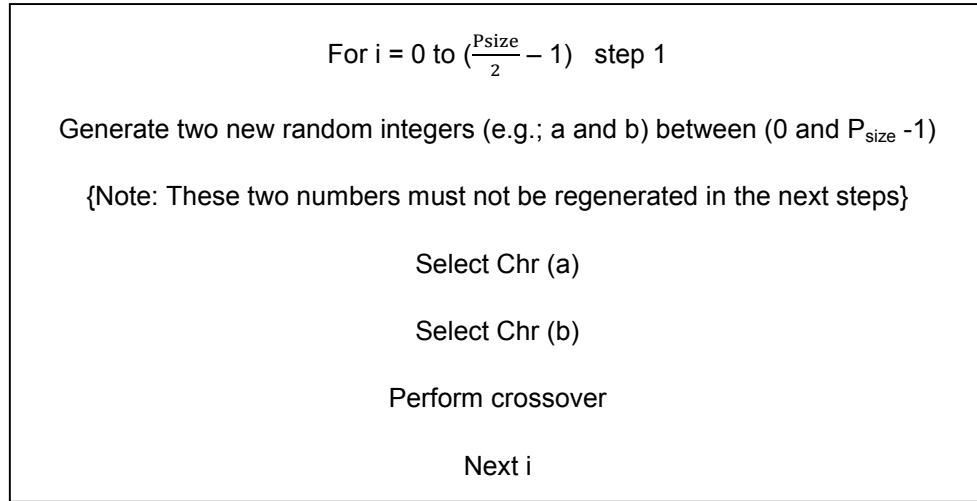 For i = 0 to (Psize/2 – 1) step 1
Generate two new random integers (e.g.; a and b) between (0 and Psize -1)
{Note: These two numbers must not be regenerated in the next steps}
Select Chr (a)
Select Chr (b)
Perform crossover
Next i